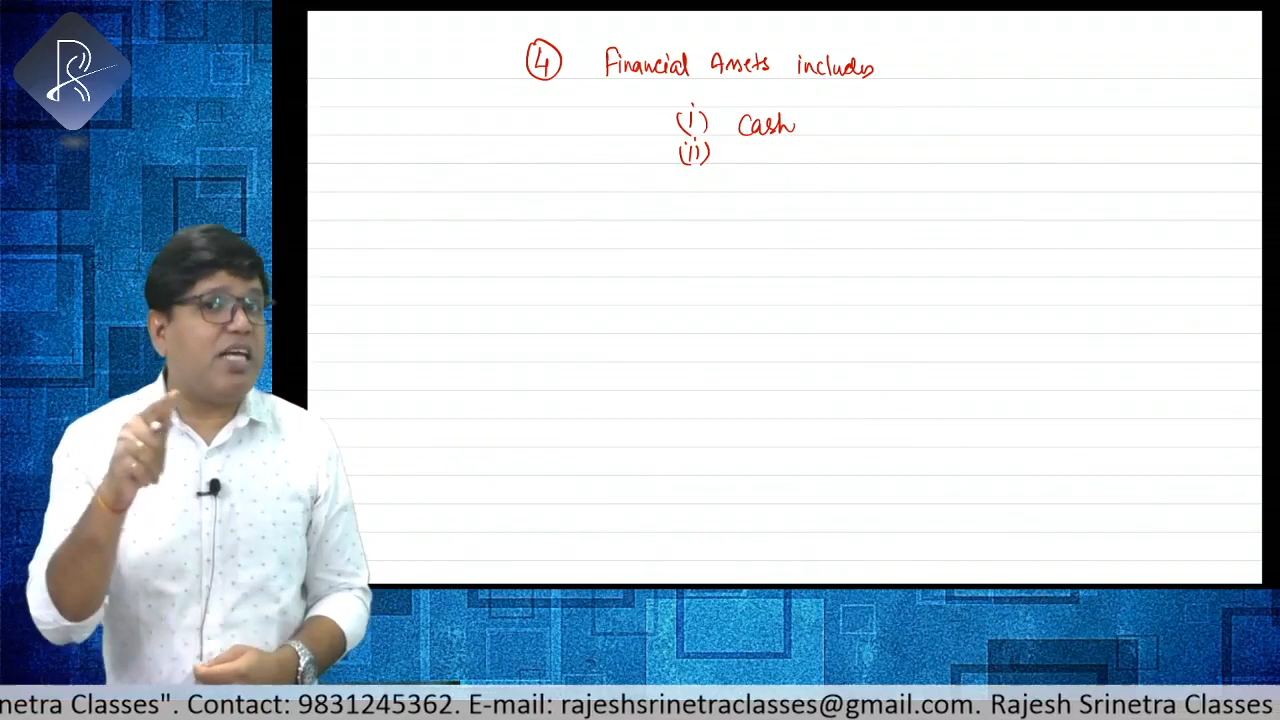 ④ Financial Assets includes
(i) Cash
(ii)
netra Classes". Contact: 9831245362. E-mail: rajeshsrinetraclasses@gmail.com. Rajesh Srinetra Classes